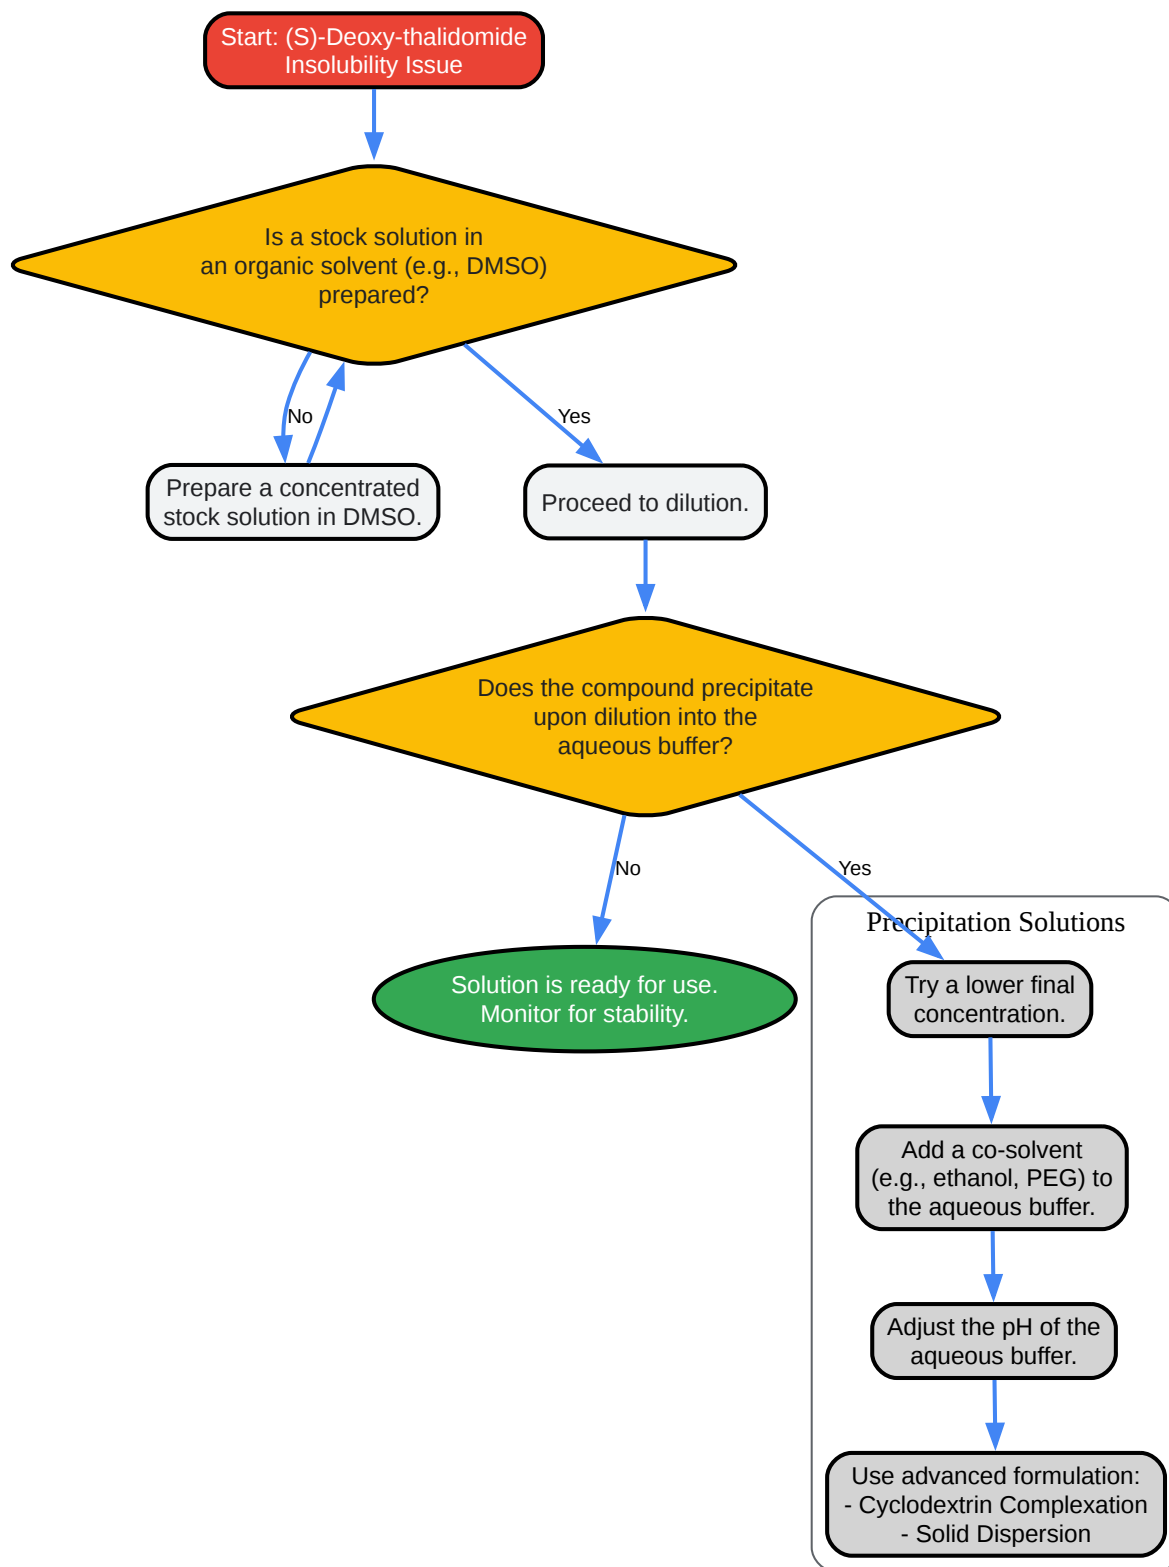 Start: (S)-Deoxy-thalidomide
Insolubility Issue
Is a stock solution in
an organic solvent (e.g., DMSO)
prepared?
No
Yes
Prepare a concentrated
stock solution in DMSO.
Proceed to dilution.
Does the compound precipitate
upon dilution into the
aqueous buffer?
No
Yes
Solution is ready for use.
Monitor for stability.
Precipitation Solutions
Try a lower final
concentration.
Add a co-solvent
(e.g., ethanol, PEG) to
the aqueous buffer.
Adjust the pH of the
aqueous buffer.
Use advanced formulation:
- Cyclodextrin Complexation
- Solid Dispersion